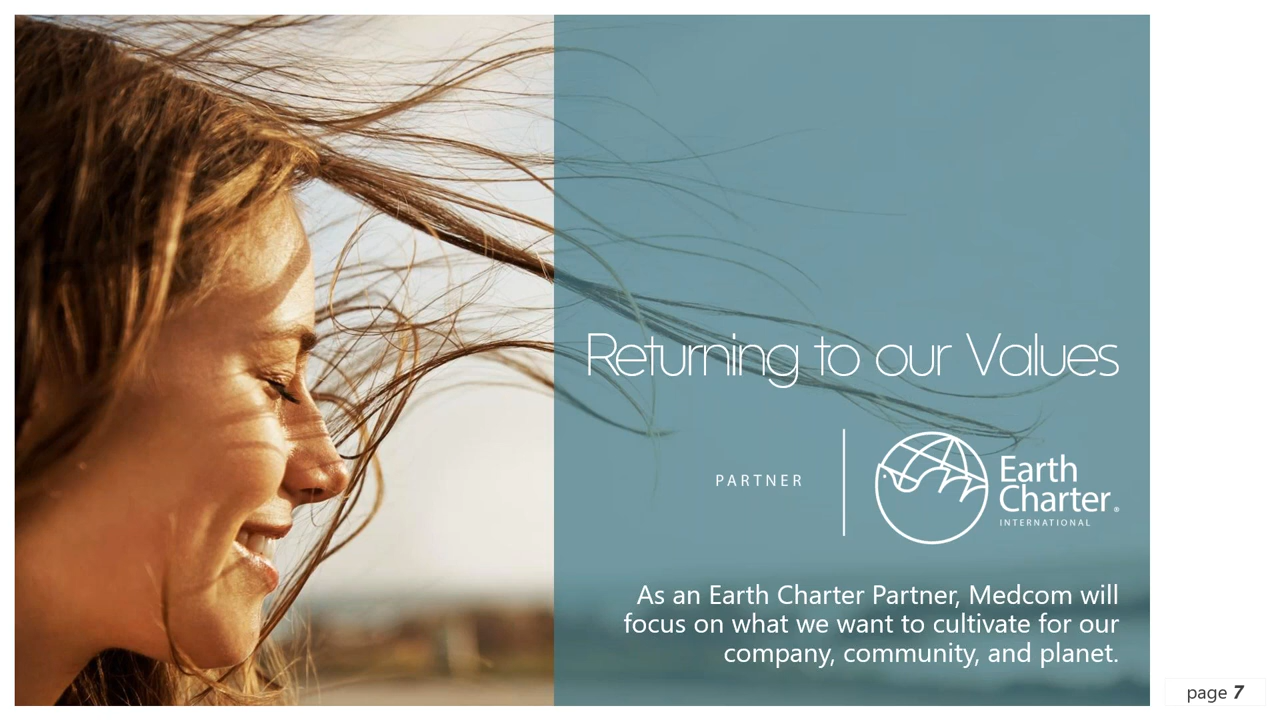 Returning to our Values
PARTNER
Earth
Charter®
INTERNATIONAL
As an Earth Charter Partner, Medcom will
focus on what we want to cultivate for our
company, community, and planet.
page 7